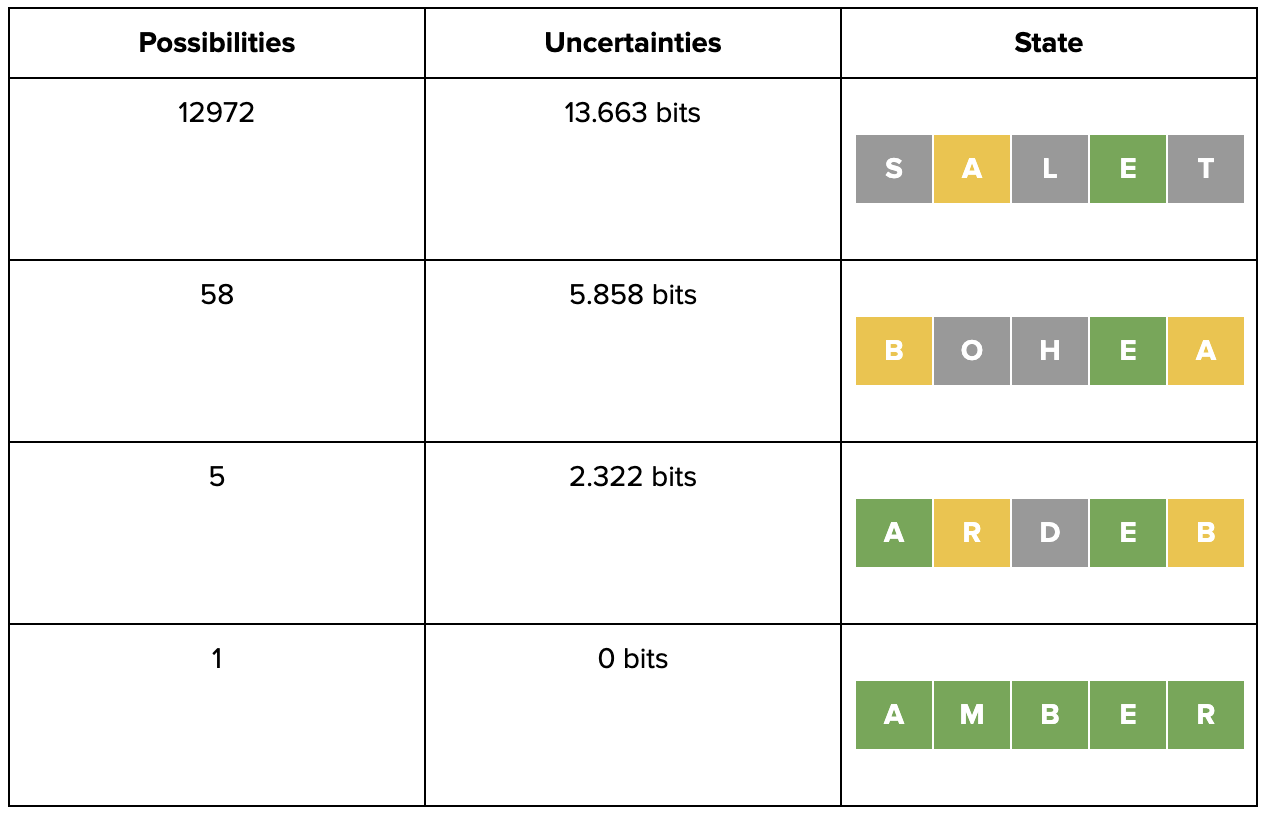 Possibilities Uncertainties State
12972 13.663 bits
S A L E T
58 5.858 bits
B O H E A
5 2.322 bits
A R D E B
1 0 bits
A M B E R